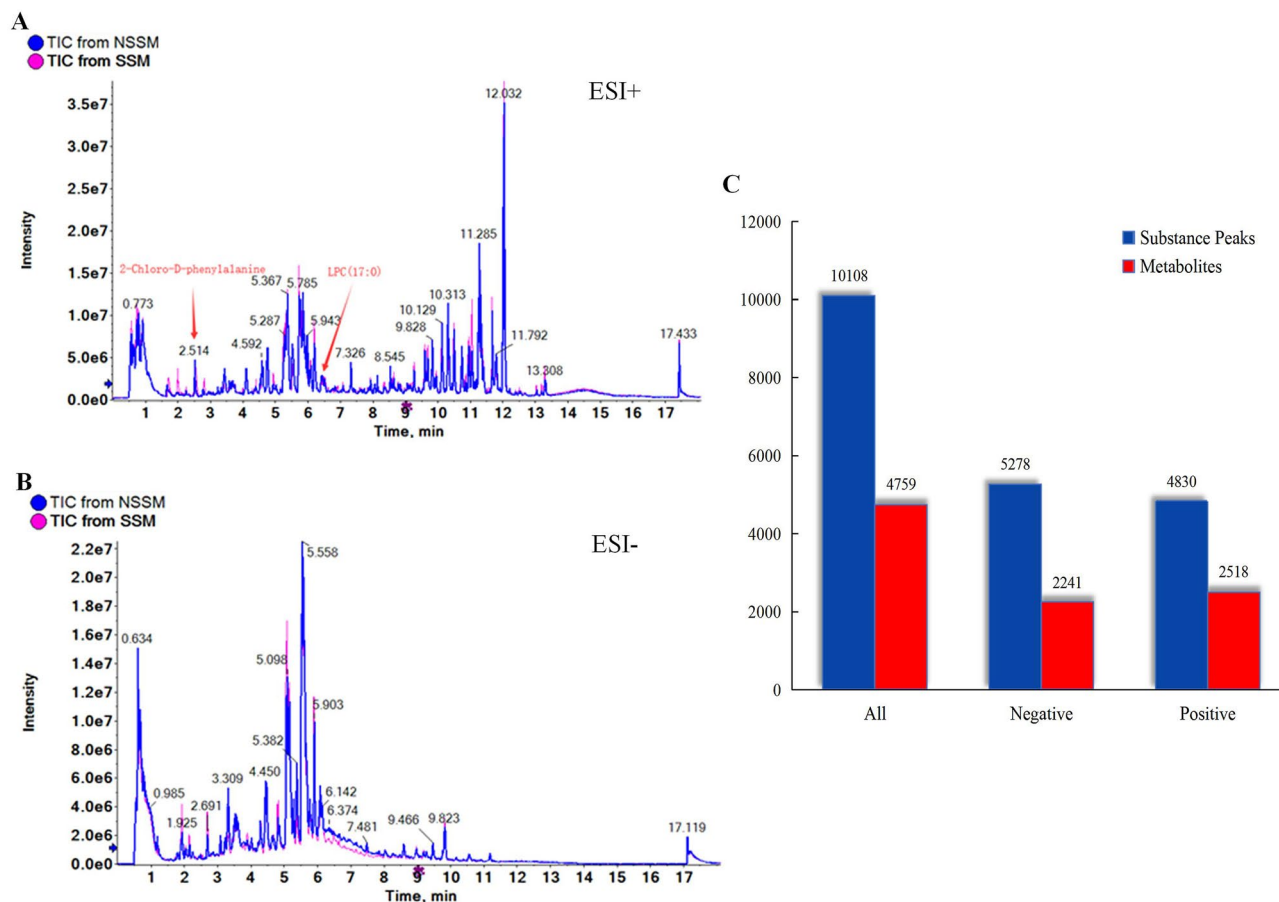 A
TIC from NSSM
TIC from SSM
ESI+
12.032
3.5e7
3.0e7
2.5e7
2.0e7
11.285
1.5e7
2-Chloro-D-phenylalanine
LPC(17:0)
5.367
5.785
10.313
0.773
1.0e7
10.129
5.287
5.943
9.828
17.433
2.514
4.592
11.792
5.0e6
7.326
8.545
13.308
0.0e0
1 2 3 4 5 6 7 8 9 10 11 12 13 14 15 16 17
Intensity
Time, min
B
TIC from NSSM
TIC from SSM
ESI-
2.2e7
5.558
2.0e7
1.8e7
1.6e7
0.634
1.4e7
5.098
1.2e7
5.903
1.0e7
5.382
8.0e6
4.450
3.309
6.0e6
0.985
2.691
6.142
4.0e6
1.925
6.374
9.466
9.823
7.481
17.119
2.0e6
0.0e0
1 2 3 4 5 6 7 8 9 10 11 12 13 14 15 16 17
Intensity
Time, min
C
Substance Peaks
Metabolites
12000
10000
8000
6000
4000
2000
0
10108
4759
5278
2241
4830
2518
All
Negative
Positive